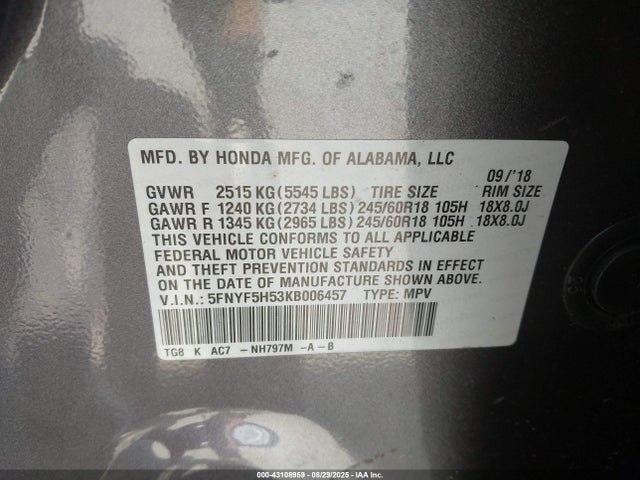 MFD. BY HONDA MFG. OF ALABAMA, LLC
09/'18
GVWR 2515 KG(5545 LBS) TIRE SIZE RIM SIZE
GAWR F 1240 KG(2734 LBS)245/60R18 105H 18X8.0J
GAWR R 1345 KG(2965 LBS)245/60R18 105H 18X8.0J
THIS VEHICLE CONFORMS TO ALL APPLICABLE
FEDERAL MOTOR VEHICLE SAFETY
AND THEFT PREVENTION STANDARDS IN EFFECT
ON THE DATE OF MANUFACTURE SHOWN ABOVE.
V.I.N.: 5FNYF5H53KB006457 TYPE: MPV
TG8 K AC7 -NH797M -A-B
000-43108959 - 08/29/2025 - IAA Inc.